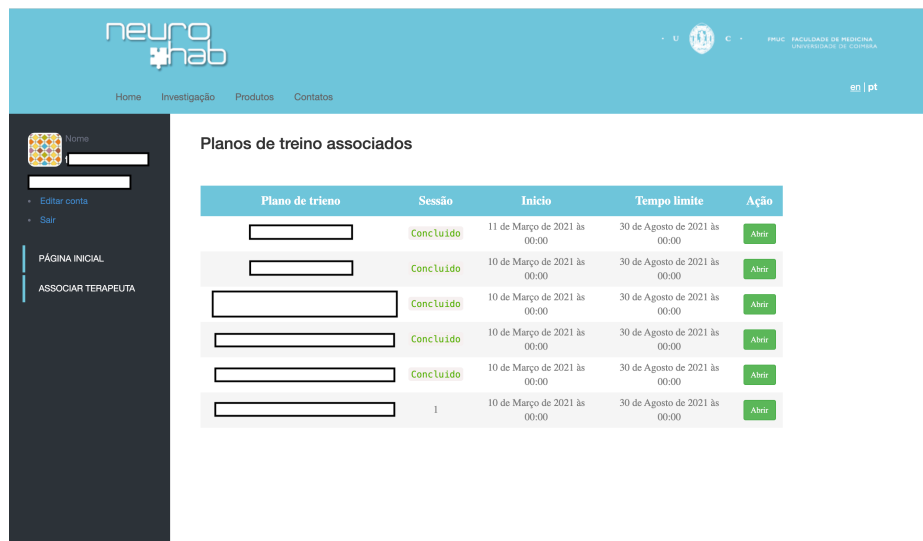 neuro
hab
· U C ·
FMUC FACULDADE DE MEDICINA
UNIVERSIDADE DE COIMBRA
Home Investigação Produtos Contatos
en | pt
Nome
Editar conta
Sair
PÁGINA INICIAL
ASSOCIAR TERAPEUTA
Planos de treino associados
Plano de trieno Sessão Inicio Tempo limite Ação
Concluido 11 de Março de 2021 às 00:00 30 de Agosto de 2021 às 00:00 Abrir
Concluido 10 de Março de 2021 às 00:00 30 de Agosto de 2021 às 00:00 Abrir
Concluido 10 de Março de 2021 às 00:00 30 de Agosto de 2021 às 00:00 Abrir
Concluido 10 de Março de 2021 às 00:00 30 de Agosto de 2021 às 00:00 Abrir
Concluido 10 de Março de 2021 às 00:00 30 de Agosto de 2021 às 00:00 Abrir
1 10 de Março de 2021 às 00:00 30 de Agosto de 2021 às 00:00 Abrir